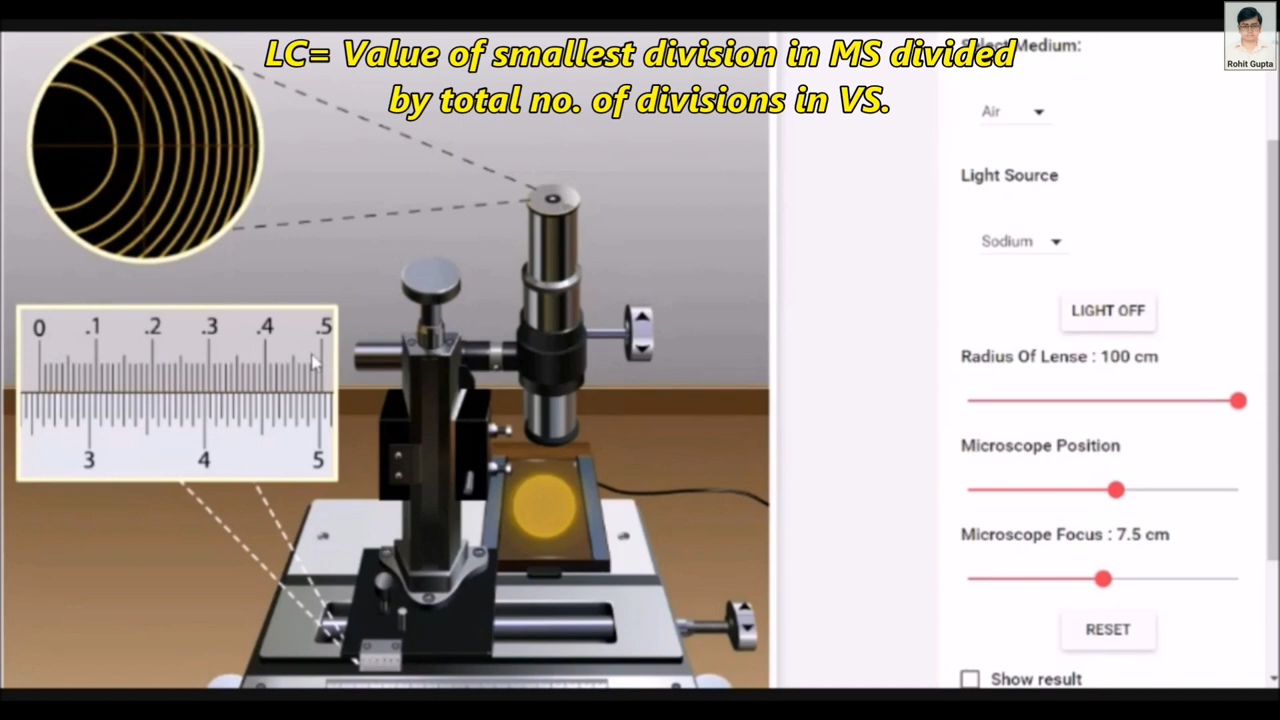 LC= Value of smallest division in MS divided
by total no. of divisions in VS.
Rohit Gupta
Medium:
Air
Light Source
Sodium
LIGHT OFF
Radius Of Lense : 100 cm
Microscope Position
Microscope Focus : 7.5 cm
RESET
Show result
0 .1 .2 .3 .4 .5
3 4 5